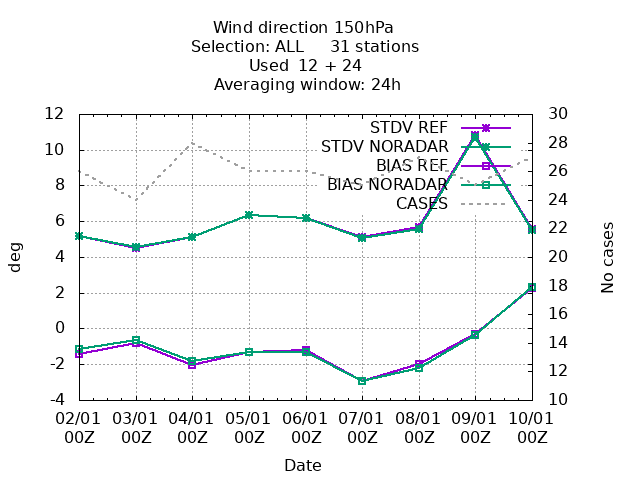 Wind direction 150hPa
Selection: ALL 31 stations
Used 12 + 24
Averaging window: 24h
12 30
10 28
8 26
6 24
4 22
2 20
0 18
-2 16
-4 14
12
10
STDV REF
STDV NORADAR
BIAS REF
BIAS NORADAR
CASES
deg
No cases
02/01 03/01 04/01 05/01 06/01 07/01 08/01 09/01 10/01
00Z 00Z 00Z 00Z 00Z 00Z 00Z 00Z 00Z
Date